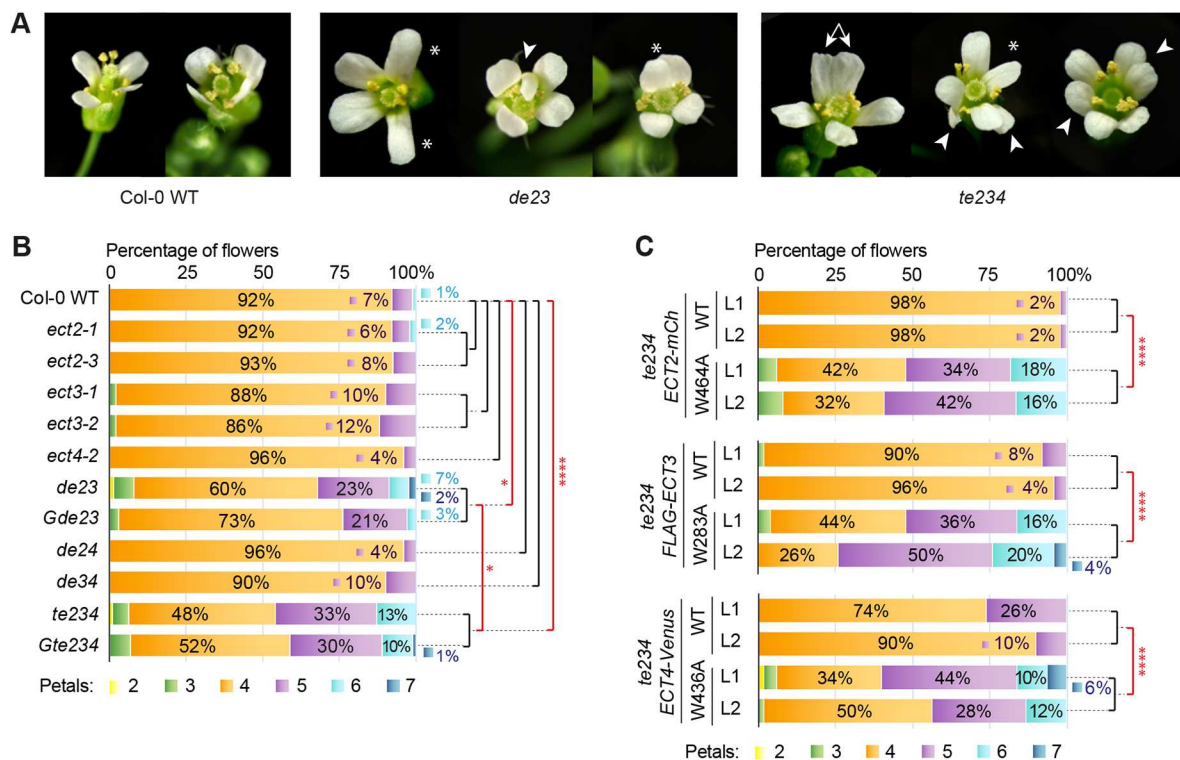 A
* * * *
Col-0 WT de23 te234
B
Percentage of flowers
0 25 50 75 100%
Col-0 WT 92% 7% 1%
ect2-1 92% 6% 2%
ect2-3 93% 8%
ect3-1 88% 10%
ect3-2 86% 12%
ect4-2 96% 4%
de23 60% 23% 7% 2%
Gde23 73% 21% 3%
de24 96% 4%
de34 90% 10%
te234 48% 33% 13%
Gte234 52% 30% 10% 1%
* * ****
Petals: 2 3 4 5 6 7
C
Percentage of flowers
0 25 50 75 100%
te234
ECT2-mCh
WT L1 98% 2%
L2 98% 2%
W464A L1 42% 34% 18%
L2 32% 42% 16%
****
te234
FLAG-ECT3
WT L1 90% 8%
L2 96% 4%
W283A L1 44% 36% 16%
L2 26% 50% 20% 4%
****
te234
ECT4-Venus
WT L1 74% 26%
L2 90% 10%
W436A L1 34% 44% 10% 6%
L2 50% 28% 12%
****
Petals: 2 3 4 5 6 7